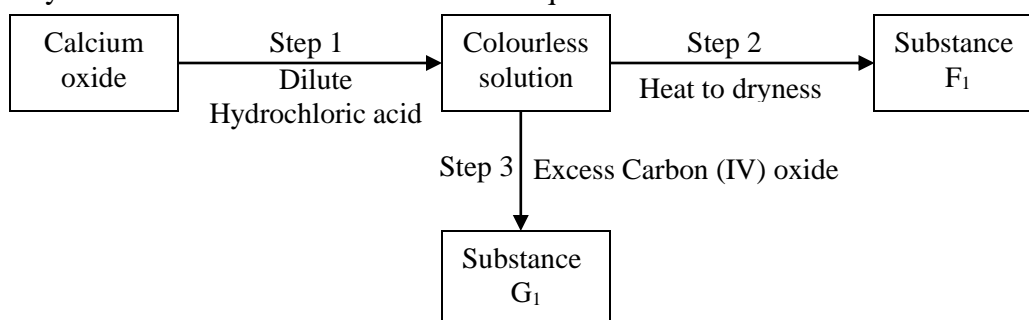 Calcium
oxide
Step 1
Dilute
Hydrochloric acid
Colourless
solution
Step 2
Heat to dryness
Substance
F₁
Step 3
Excess Carbon (IV) oxide
Substance
G₁